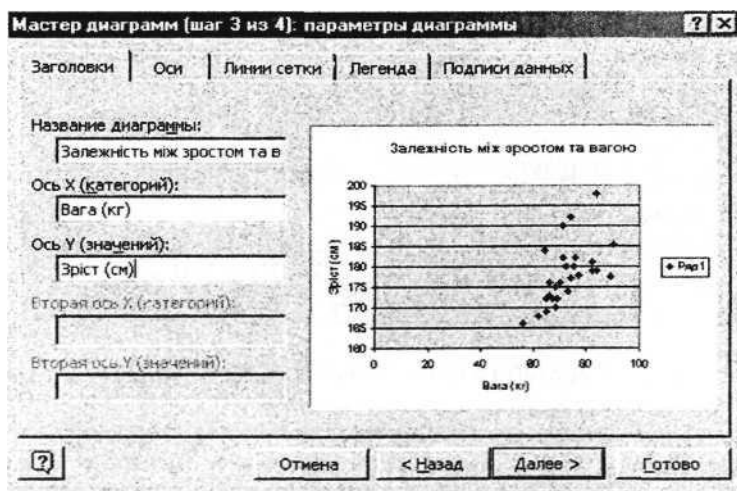 Мастер диаграмм (шаг 3 из 4): параметры диаграммы
Заголовки Оси Линии сетки Легенда Подписи данных
Название диаграммы:
Залежність між зростом та в
Ось X (категорий):
Вага (кг)
Ось Y (значений):
Зріст (см)
Вторая ось X (категорий):
Вторая ось Y (значений):
Залежність між зростом та вагою
200
195
190
185
180
175
170
165
160
0 20 40 60 80 100
Зріст (см)
Вага (кг)
Ряд1
Отмена < Назад Далее > Готово